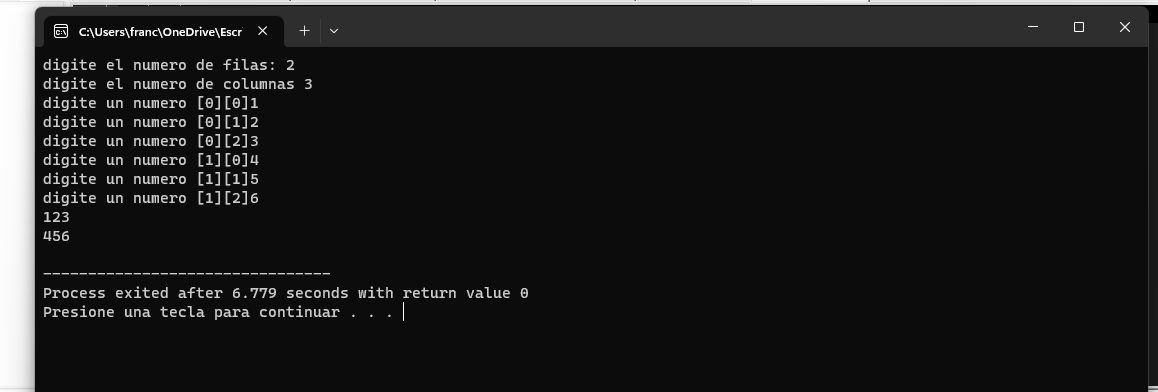 C:\Users\franc\OneDrive\Escr
digite el numero de filas: 2
digite el numero de columnas 3
digite un numero [0][0]1
digite un numero [0][1]2
digite un numero [0][2]3
digite un numero [1][0]4
digite un numero [1][1]5
digite un numero [1][2]6
123
456
--------------------------------
Process exited after 6.779 seconds with return value 0
Presione una tecla para continuar . . .